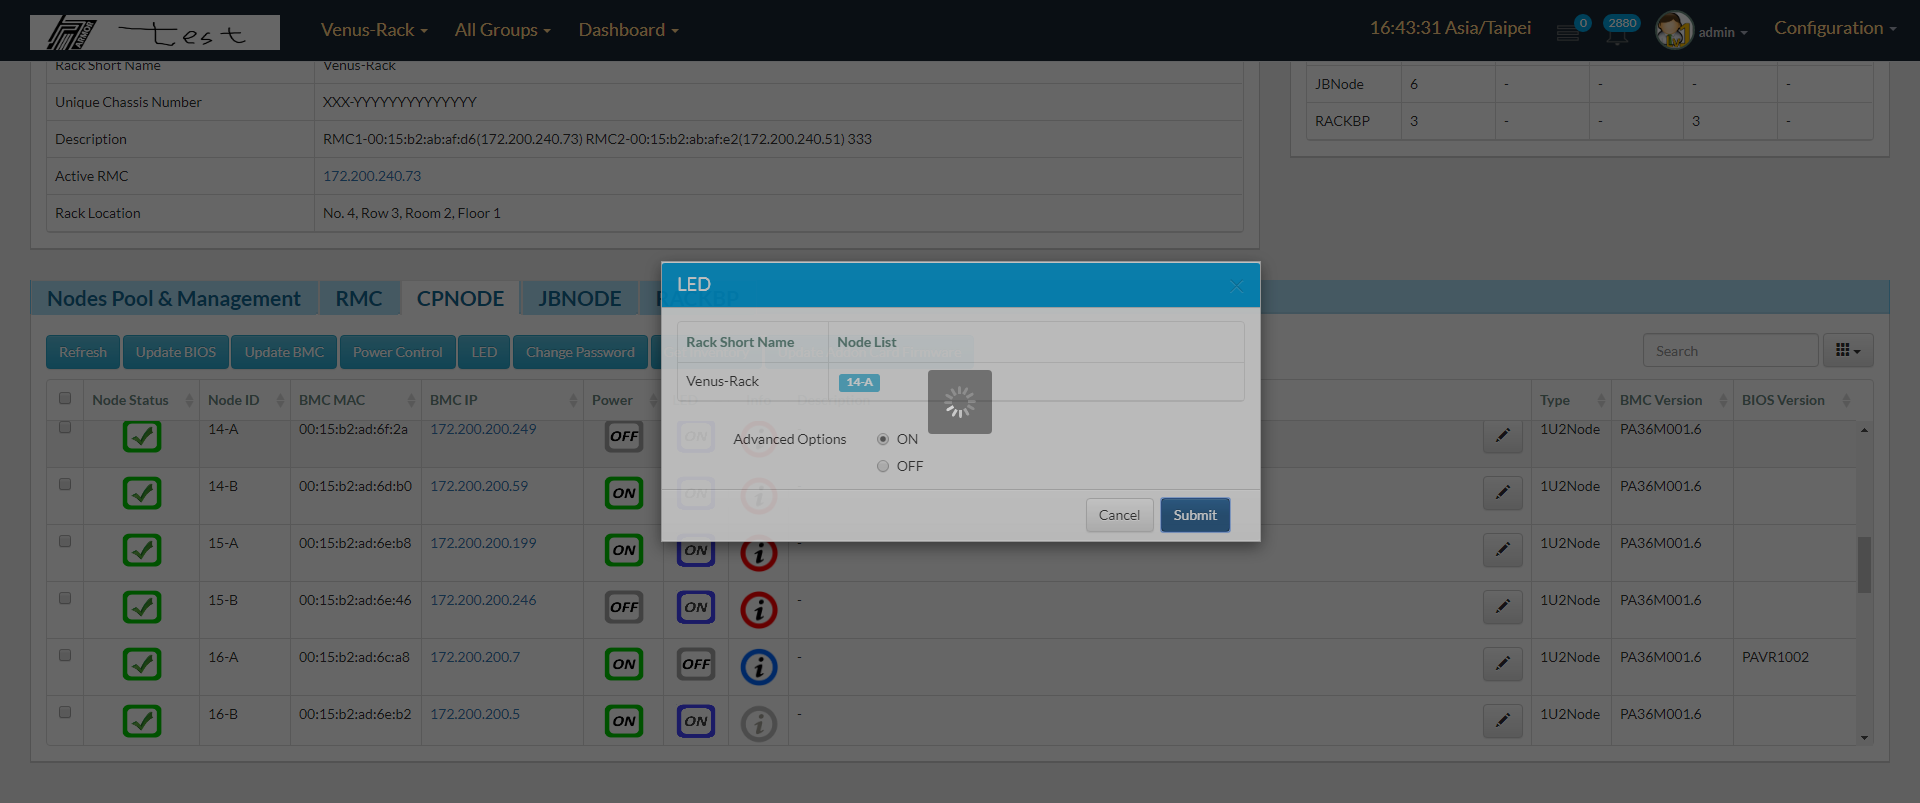 ARMOR test Venus-Rack All Groups Dashboard 16:43:31 Asia/Taipei 0 2880 admin Configuration
Rack Short Name Venus-Rack
Unique Chassis Number XXX-YYYYYYYYYYYYYY
Description RMC1-00:15:b2:ab:af:d6(172.200.240.73) RMC2-00:15:b2:ab:af:e2(172.200.240.51) 333
Active RMC 172.200.240.73
Rack Location No. 4, Row 3, Room 2, Floor 1
JBNode 6 - - - -
RACKBP 3 - - 3 -
Nodes Pool & Management RMC CPNODE JBNODE RACKBP
Refresh Update BIOS Update BMC Power Control LED Change Password
Search
Node Status Node ID BMC MAC BMC IP Power Type BMC Version BIOS Version
14-A 00:15:b2:ad:6f:2a 172.200.200.249 OFF ON 1U2Node PA36M001.6
14-B 00:15:b2:ad:6d:b0 172.200.200.59 ON ON 1U2Node PA36M001.6
15-A 00:15:b2:ad:6e:b8 172.200.200.199 ON ON i - 1U2Node PA36M001.6
15-B 00:15:b2:ad:6e:46 172.200.200.246 OFF ON i - 1U2Node PA36M001.6
16-A 00:15:b2:ad:6c:a8 172.200.200.7 ON OFF i - 1U2Node PA36M001.6 PAVR1002
16-B 00:15:b2:ad:6e:b2 172.200.200.5 ON ON i - 1U2Node PA36M001.6
LED
Rack Short Name Node List
Venus-Rack 14-A
Advanced Options ON
OFF
Cancel Submit